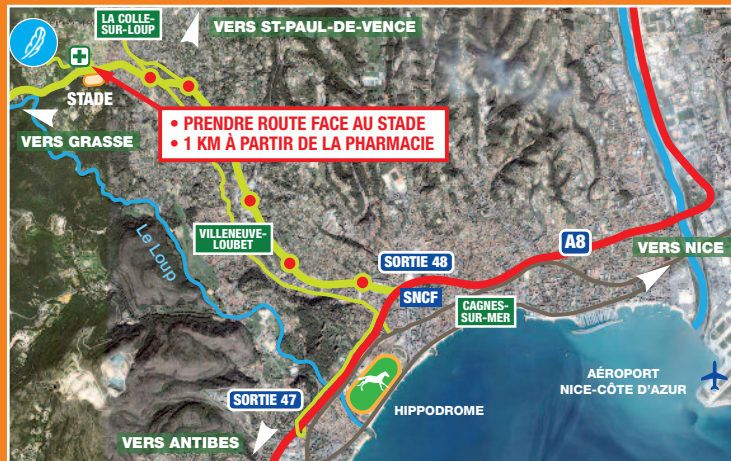 LA COLLE-
SUR-LOUP
VERS ST-PAUL-DE-VENCE
STADE
• PRENDRE ROUTE FACE AU STADE
• 1 KM À PARTIR DE LA PHARMACIE
VERS GRASSE
Le Loup
VILLENEUVE-
LOUBET
SORTIE 48
A8
VERS NICE
SNCF
CAGNES-
SUR-MER
AÉROPORT
NICE-CÔTE D'AZUR
SORTIE 47
HIPPODROME
VERS ANTIBES